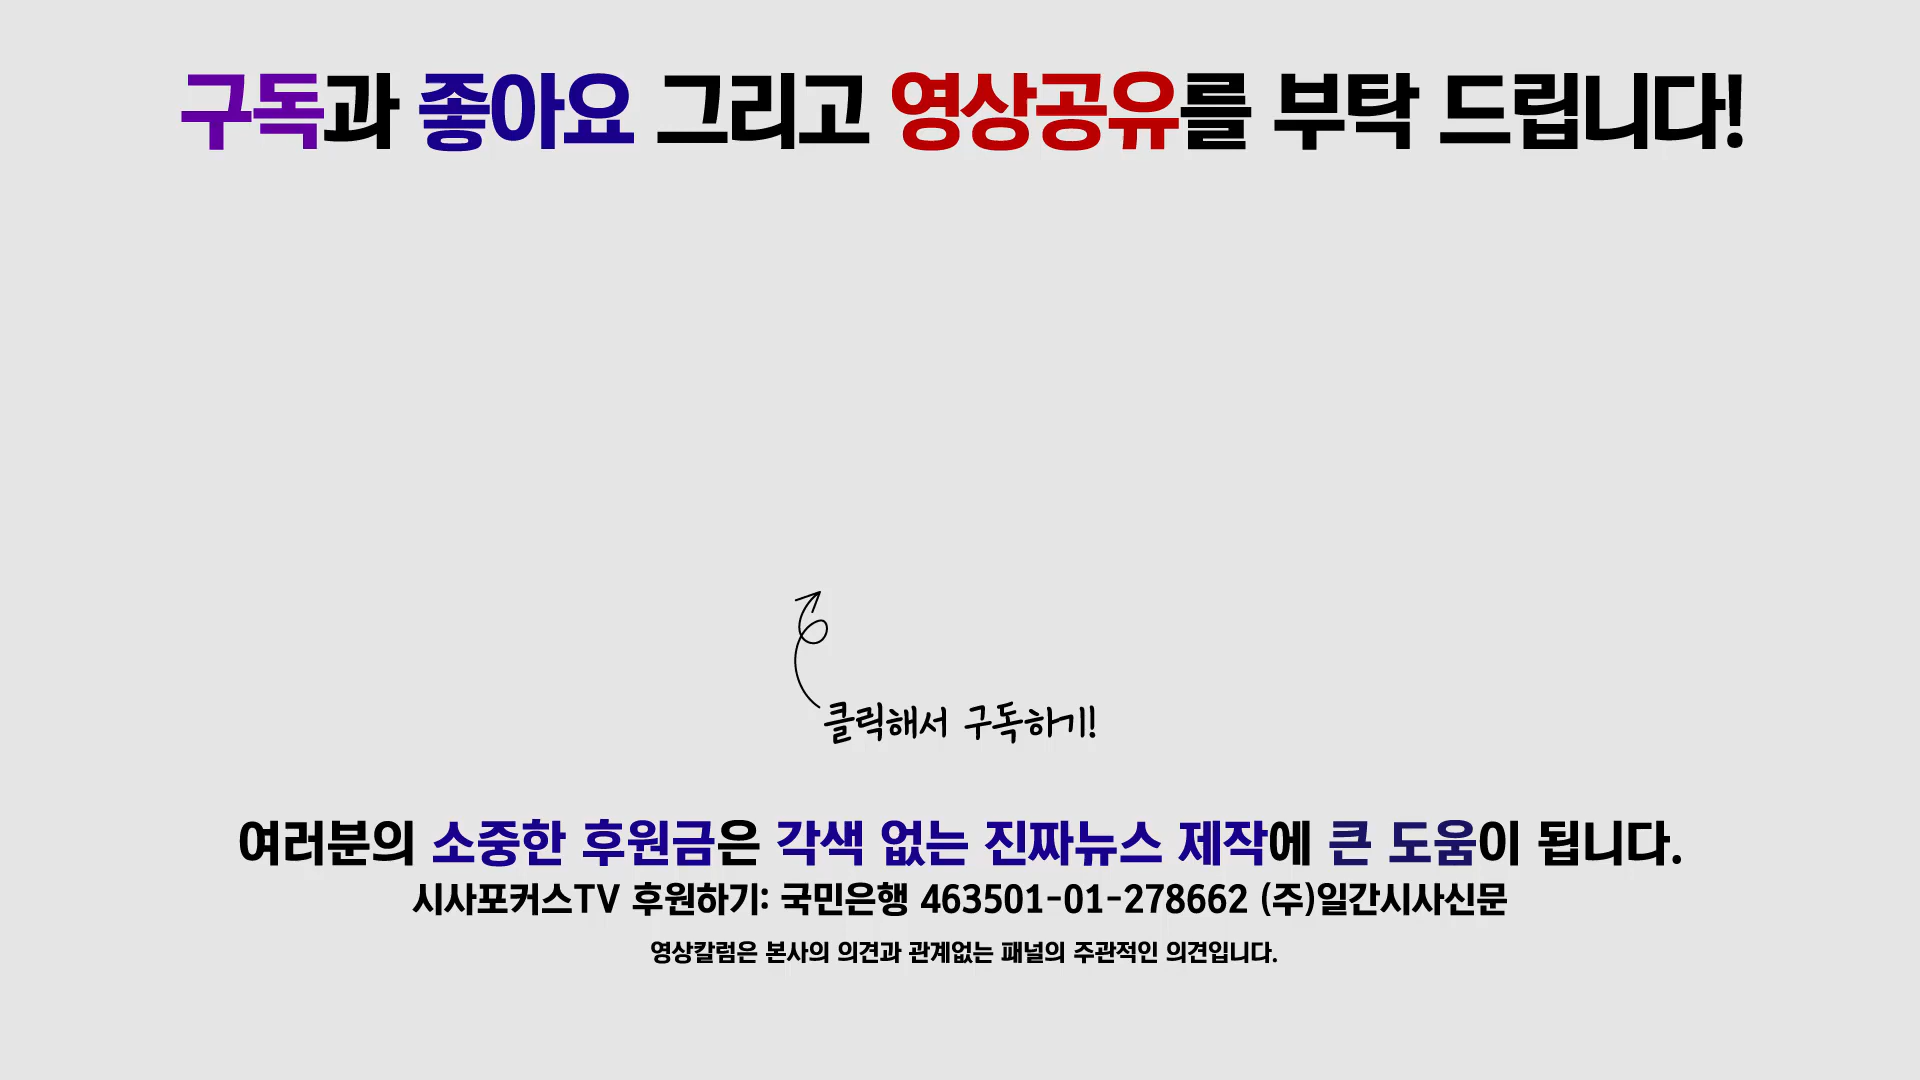 구독과 좋아요 그리고 영상공유를 부탁 드립니다!
클릭해서 구독하기!
여러분의 소중한 후원금은 각색 없는 진짜뉴스 제작에 큰 도움이 됩니다.
시사포커스TV 후원하기: 국민은행 463501-01-278662 (주)일간시사신문
영상칼럼은 본사의 의견과 관계없는 패널의 주관적인 의견입니다.